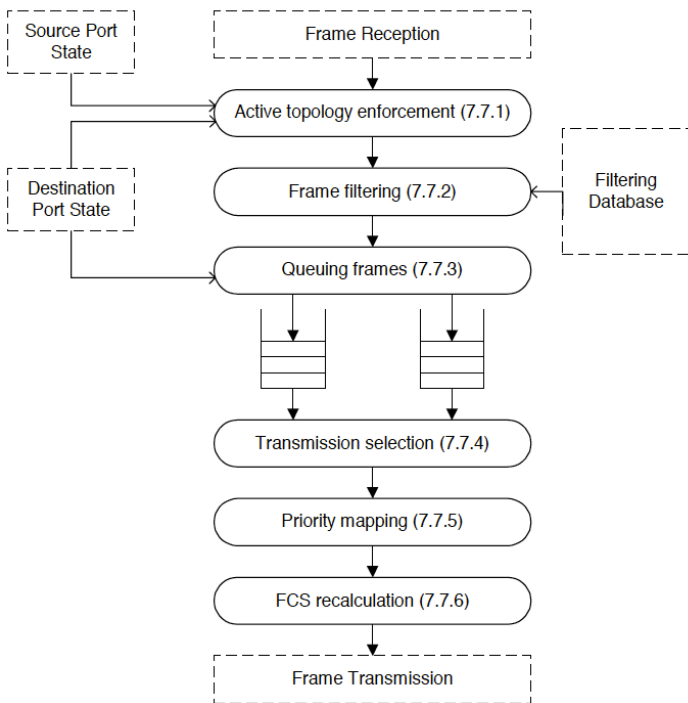 Source Port
State
Frame Reception
Active topology enforcement (7.7.1)
Destination
Port State
Frame filtering (7.7.2)
Filtering
Database
Queuing frames (7.7.3)
Transmission selection (7.7.4)
Priority mapping (7.7.5)
FCS recalculation (7.7.6)
Frame Transmission